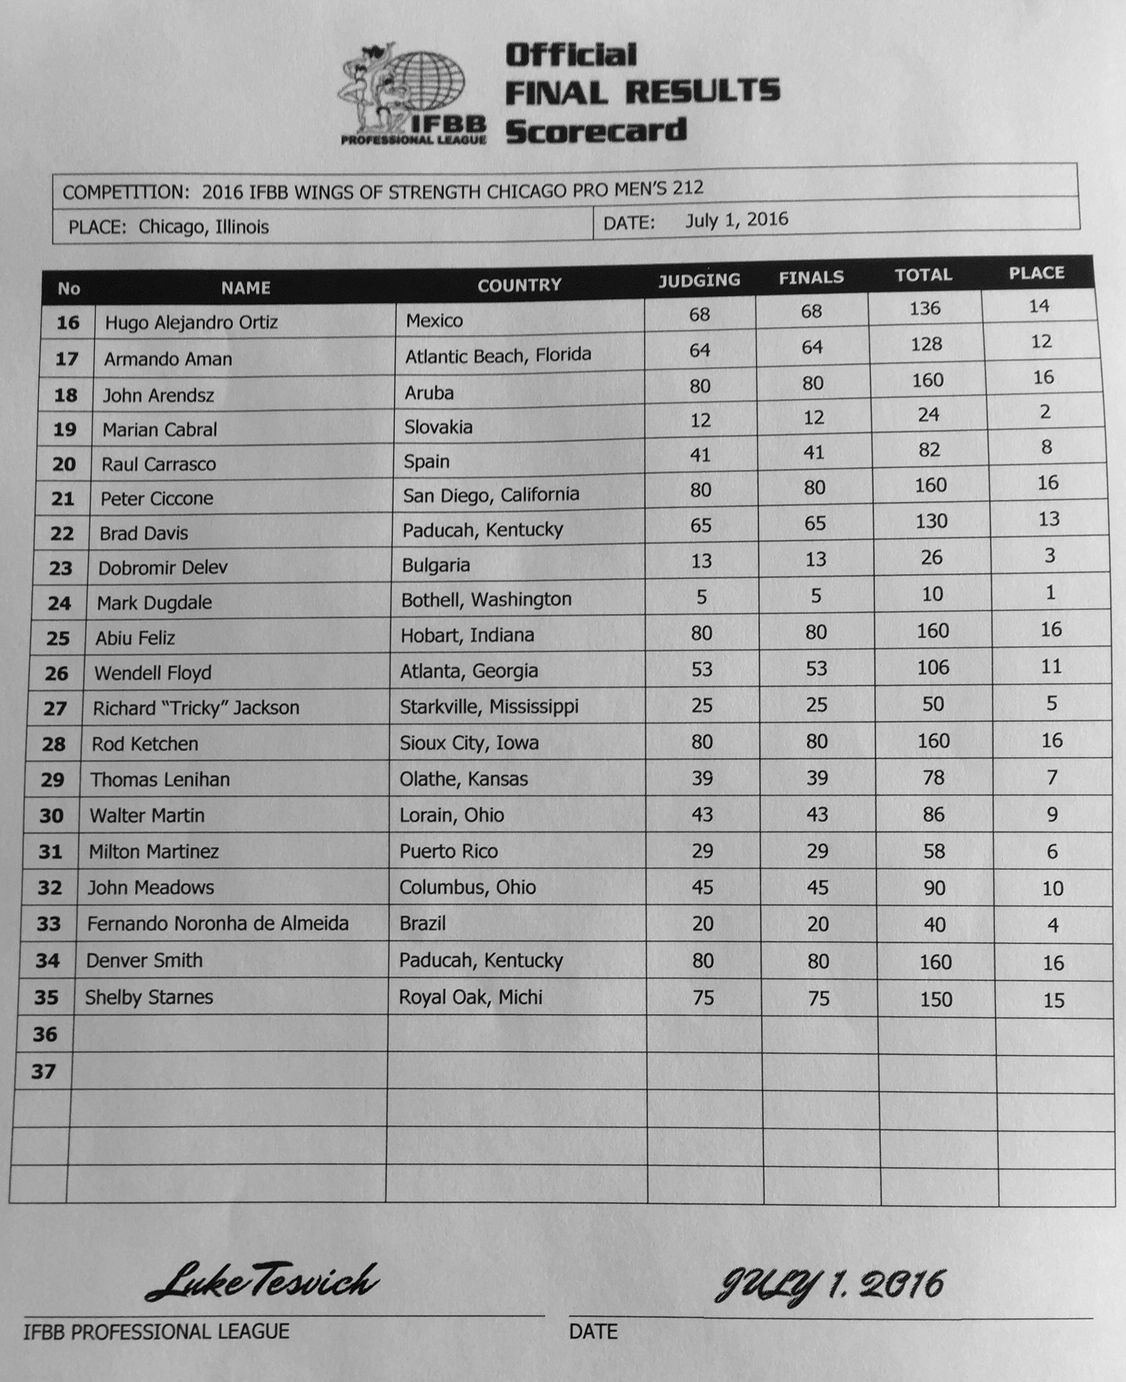 Official
FINAL RESULTS
Scorecard
IFBB
PROFESSIONAL LEAGUE
COMPETITION: 2016 IFBB WINGS OF STRENGTH CHICAGO PRO MEN'S 212
PLACE: Chicago, Illinois DATE: July 1, 2016
No NAME COUNTRY JUDGING FINALS TOTAL PLACE
16 Hugo Alejandro Ortiz Mexico 68 68 136 14
17 Armando Aman Atlantic Beach, Florida 64 64 128 12
18 John Arendsz Aruba 80 80 160 16
19 Marian Cabral Slovakia 12 12 24 2
20 Raul Carrasco Spain 41 41 82 8
21 Peter Ciccone San Diego, California 80 80 160 16
22 Brad Davis Paducah, Kentucky 65 65 130 13
23 Dobromir Delev Bulgaria 13 13 26 3
24 Mark Dugdale Bothell, Washington 5 5 10 1
25 Abiu Feliz Hobart, Indiana 80 80 160 16
26 Wendell Floyd Atlanta, Georgia 53 53 106 11
27 Richard "Tricky" Jackson Starkville, Mississippi 25 25 50 5
28 Rod Ketchen Sioux City, Iowa 80 80 160 16
29 Thomas Lenihan Olathe, Kansas 39 39 78 7
30 Walter Martin Lorain, Ohio 43 43 86 9
31 Milton Martinez Puerto Rico 29 29 58 6
32 John Meadows Columbus, Ohio 45 45 90 10
33 Fernando Noronha de Almeida Brazil 20 20 40 4
34 Denver Smith Paducah, Kentucky 80 80 160 16
35 Shelby Starnes Royal Oak, Michi 75 75 150 15
36
37
Luke Tesvich JULY 1. 2016
IFBB PROFESSIONAL LEAGUE DATE